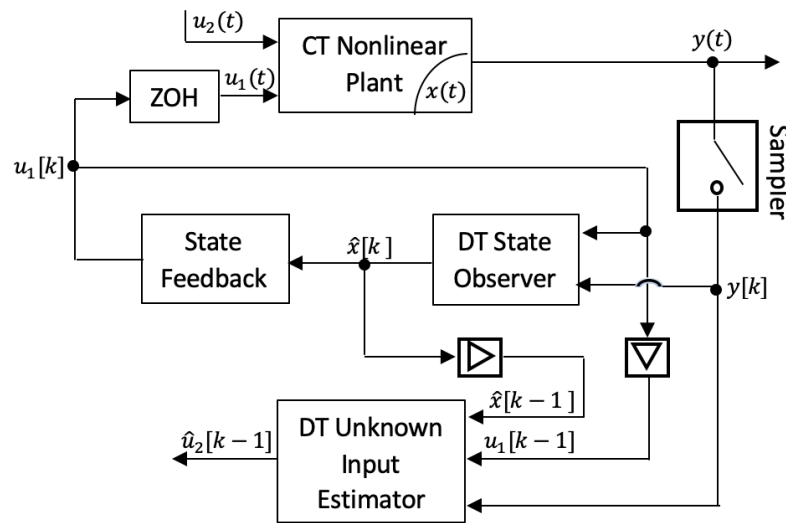 u₂(t)
CT Nonlinear
Plant
x(t)
y(t)
ZOH
u₁(t)
Sampler
u₁[k]
State
Feedback
x̂[k]
DT State
Observer
y[k]
x̂[k − 1]
û₂[k−1]
DT Unknown
Input
Estimator
u₁[k−1]